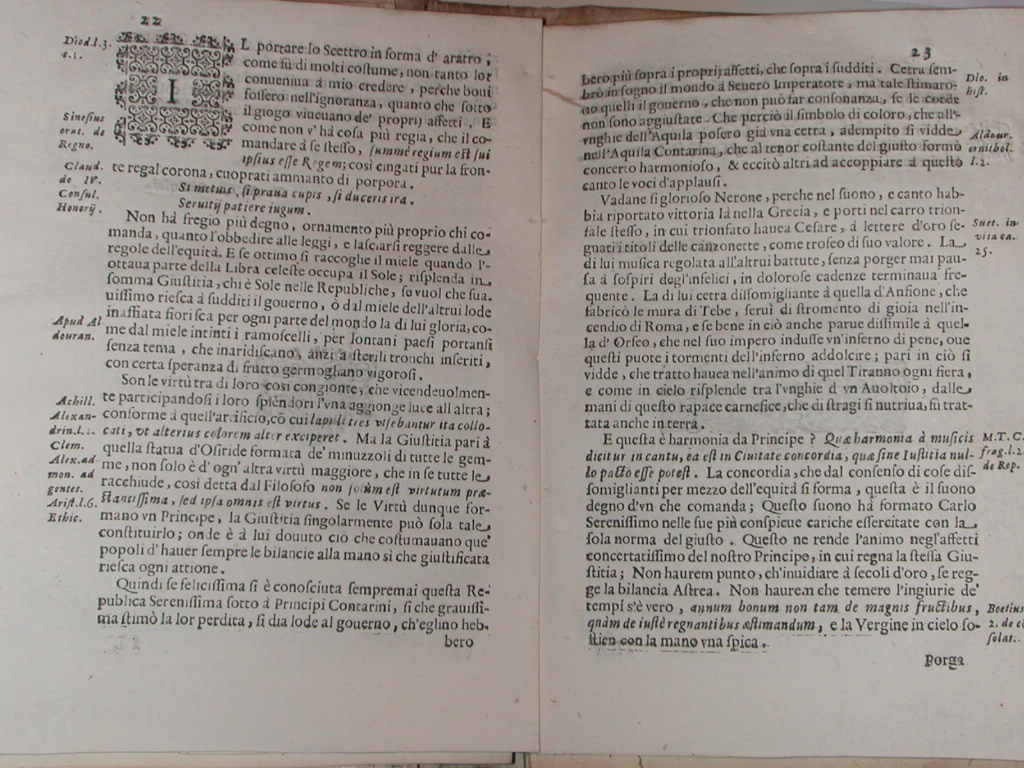 22
Diod.l.3.
c.1.
IL portare lo Scettro in forma d' aratro ;
come fù di molti costume, non tanto lor
conuenina á mio credere, perche boui
fossero nell'ignoranza, quanto che sotto
il giogo viueuano de' proprj affetti. E
come non v' há cosa più regia, che il co-
mandare á se stesso, summè regium est sui
ipsius esse Regem; cosi cingati pur la fron-
te regal corona, cuoprati ammanto di porpora.
Si metuis, si praua cupis, si duceris ira.
Seruitij patiere iugum.
Sinesius
orat. de
Regno.
Claud.
de IV.
Consul.
Honorij.
Non há fregio più degno, ornamento più proprio chi co-
manda, quanto l'obbedire alle leggi, e lasciarsi reggere dalle
regole dell'equitá. E se ottimo si raccoglie il miele quando l'-
ottaua parte della Libra celeste occupa il Sole; risplenda in
somma Giustitia, chi è Sole nelle Republiche, se vuol che sua-
uissimo riesca á sudditi il gouerno, ò dal miele dell'altrui lode
inaffiata fiorisca per ogni parte del mondo la di lui gloria, co-
me dal miele intinti i ramoscelli, per lontani paesi portansi
senza tema, che inaridiscano, anzi á sterili tronchi inseriti,
con certa speranza di frutto germogliano vigorosi.
Apud Al
douran.
Son le virtù tra di loro così congionte, che vicendeuolmen-
te participandosi i loro splendori l'vna aggionge luce all altra;
conforme á quell'artificio, cō cui lapilli ties visebantur ita collo-
cati, vt alterius colorem alter exciperet. Ma la Giustitia pari á
quella statua d'Osiride formata de' minuzzoli di tutte le gem-
me, non solo è d' ogn' altra virtù maggiore, che in se tutte le
racchiude, cosi detta dal Filosofo non solùm est virtutum præ-
stantissima, sed ipsa omnis est virtus. Se le Virtù dunque for-
mano vn Principe, la Giustitia singolarmente può sola tale
constituirlo; onde è á lui douuto ciò che costumauano que'
popoli d' hauer sempre le bilancie alla mano si che giustificata
riesca ogni attione.
Achill.
Alexan-
drin.l.1.
Clem.
Alex.ad
mon. ad
gentes.
Arist.l.6.
Ethic.
Quindi se felicissima si è conosciuta sempremai questa Re-
publica Serenissima sotto á Principi Contarini, si che grauissi-
ma stimò la lor perdita, si dia lode al gouerno, ch'eglino heb-
bero
23
bero più sopra i proprij affetti, che sopra i sudditi. Cetra sem-
brò in sogno il mondo á Seuero Imperatore, ma tale stimaro-
no quelli il gouerno, che non può far consonanza, se le corde
non sono aggiustate. Che perciò il simbolo di coloro, che all'-
vnghie dell'Aquila posero giá vna cetra, adempito si vidde
nell'Aquila Contarina, che al tenor costante del giusto formò
concerto harmonioso, & eccitò altri ad accoppiare á questo
canto le voci d'applausi.
Dio. in
hist.
Aldour.
ornithol.
l.2.
Vadane si glorioso Nerone, perche nel suono, e canto hab-
bia riportato vittoria lá nella Grecia, e porti nel carro trion-
fale stesso, in cui trionfato hauea Cesare, á lettere d'oro se-
gnati i titoli delle canzonette, come trofeo di suo valore. La
di lui musica regolata all'altrui battute, senza porger mai pau-
sa á sospiri degl'infelici, in dolorose cadenze terminaua fre-
quente. La di lui cetra dissomigliante á quella d'Anfione, che
fabricò le mura di Tebe, seruì di stromento di gioia nell'in-
cendio di Roma, e se bene in ciò anche parue dissimile á quel-
la d' Orfeo, che nel suo impero indusse vn'inferno di pene, oue
questi puote i tormenti dell'inferno addolcire; pari in ciò si
vidde, che tratto hauea nell'animo di quel Tiranno ogni fiera,
e come in cielo risplende tra l'vnghie d vn Auoltoio, dalle
mani di questo rapace carnefice, che di stragi si nutriua, fù trat-
tata anche in terra.
Suet. in
vita ca.
25.
E questa è harmonia da Principe? Quæ harmonia á musicis
dicitur in cantu, ea est in Ciuitate concordia, quæ sine Iustitia nul-
lo pacto esse potest. La concordia, che dal consenso di cose dis-
somiglianti per mezzo dell'equitá si forma, questa è il suono
degno d'vn che comanda; Questo suono há formato Carlo
Serenissimo nelle sue più conspicue cariche essercitate con la
sola norma del giusto. Questo ne rende l'animo negl'affetti
concertatissimo del nostro Principe, in cui regna la stessa Giu-
stitia; Non haurem punto, ch'inuidiare á secoli d'oro, se reg-
ge la bilancia Astrea. Non haurem che temero l'ingiurie de'
tempi s'è vero, annum bonum non tam de magnis fructibus,
quàm de iustè regnantibus æstimandum, e la Vergine in cielo so-
stien con la mano vna spica.
M.T.C.
frag.l.2.
de Rep.
Boetius
2. de cō
solat.
Porga